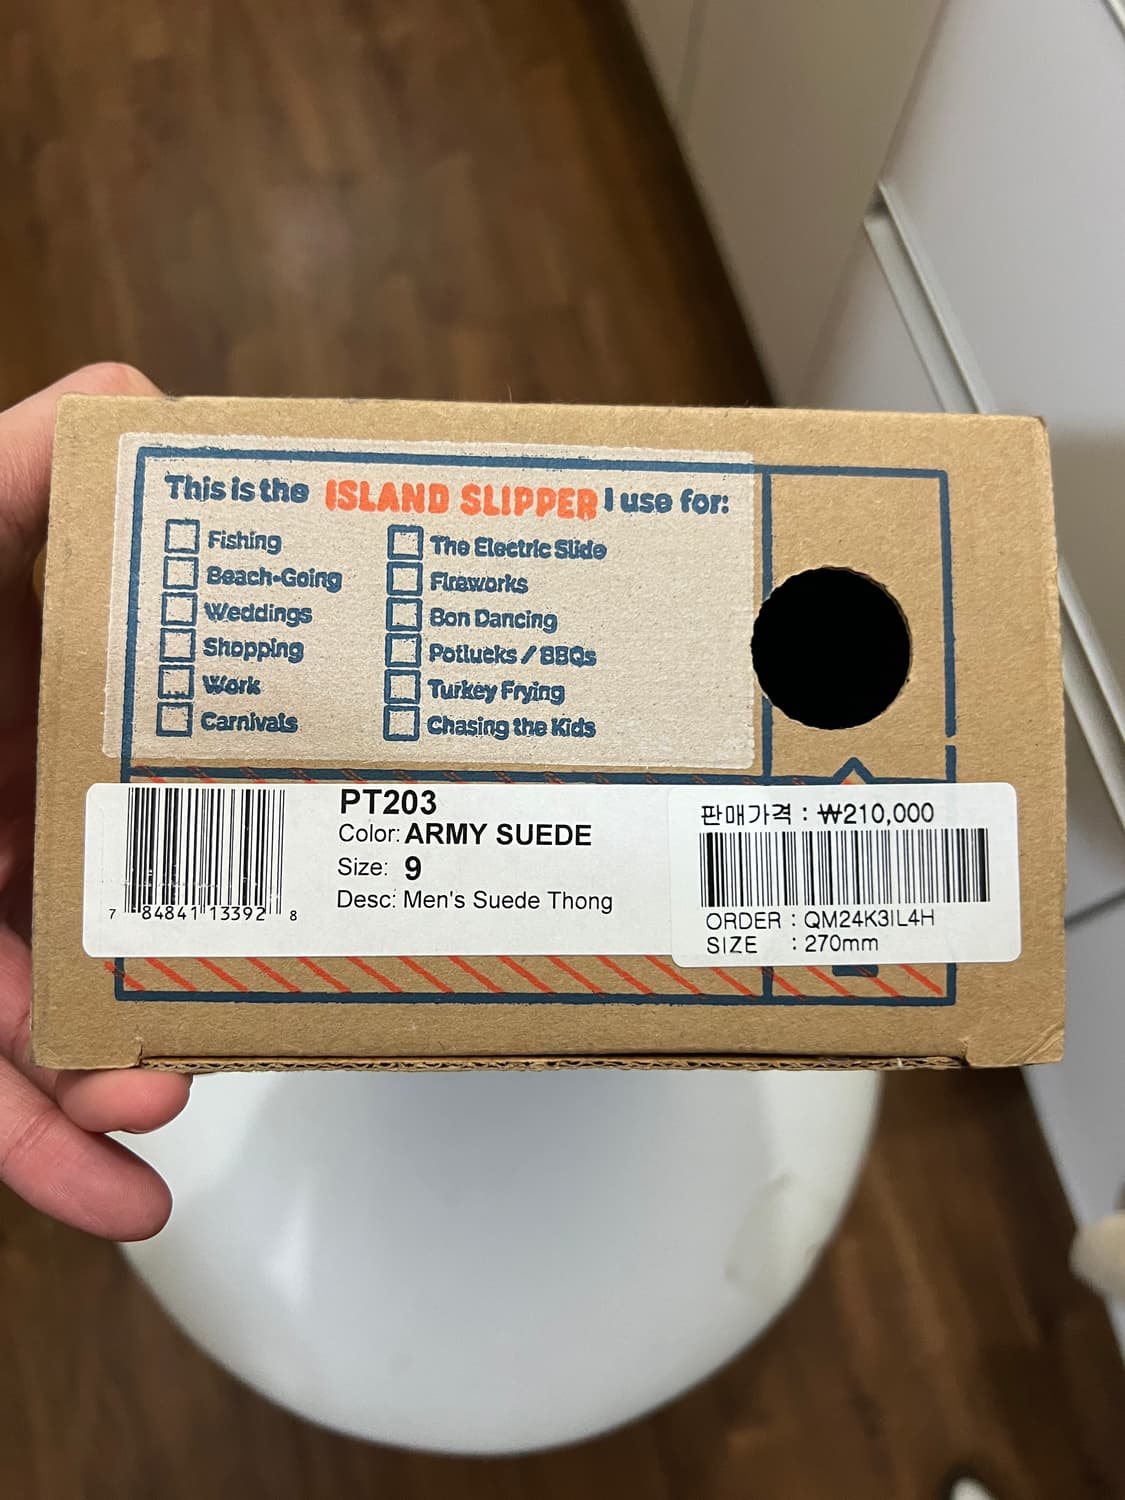 This is the ISLAND SLIPPER I use for:
Fishing
Beach-Going
Weddings
Shopping
Work
Carnivals
The Electric Slide
Fireworks
Bon Dancing
Potlucks / BBQs
Turkey Frying
Chasing the Kids
PT203
Color: ARMY SUEDE
Size: 9
Desc: Men's Suede Thong
7 84841 13392 8
판매가격 : ₩210,000
ORDER : QM24K3IL4H
SIZE : 270mm